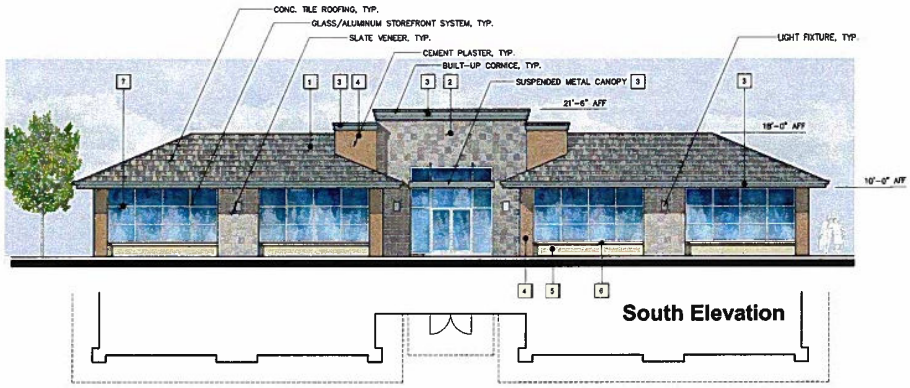 CONC. TILE ROOFING, TYP.
GLASS/ALUMINUM STOREFRONT SYSTEM, TYP.
SLATE VENEER, TYP.
LIGHT FIXTURE, TYP.
CEMENT PLASTER, TYP.
BUILT-UP CORNICE, TYP.
7 1 3 4 3 2 SUSPENDED METAL CANOPY 3 3
21'-6" AFF
18'-0" AFF
10'-0" AFF
4 5 6
South Elevation